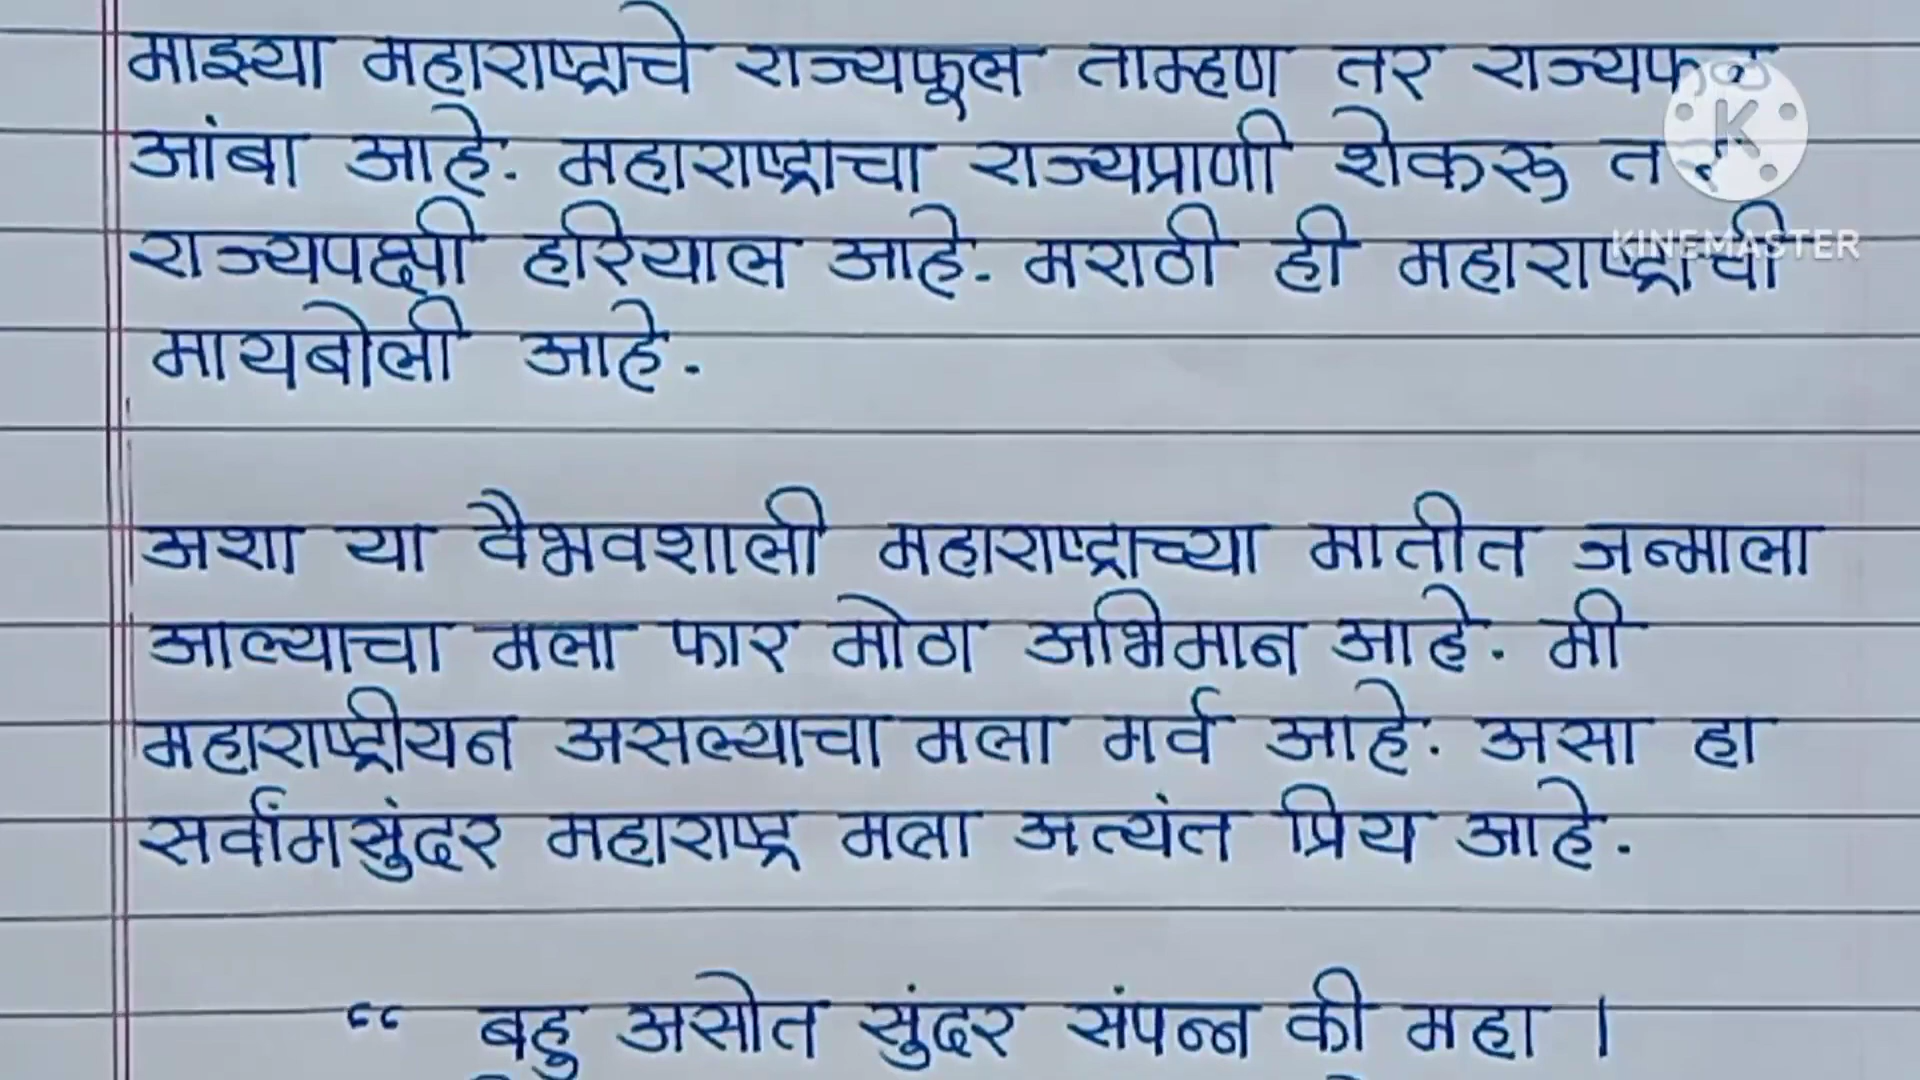 माझ्या महाराष्ट्राचे राज्यफूल ताम्हण तर राज्यफळ
आंबा आहे. महाराष्ट्राचा राज्यप्राणी शेकरू तर
राज्यपक्षी हरियाल आहे. मराठी ही महाराष्ट्राची
मायबोली आहे.
अशा या वैभवशाली महाराष्ट्राच्या मातीत जन्माला
आल्याचा मला फार मोठा अभिमान आहे. मी
महाराष्ट्रीयन असल्याचा मला गर्व आहे. असा हा
सर्वांगसुंदर महाराष्ट्र मला अत्यंत प्रिय आहे.
“ बहु असोत सुंदर संपन्न की महा ।
K
KINEMASTER